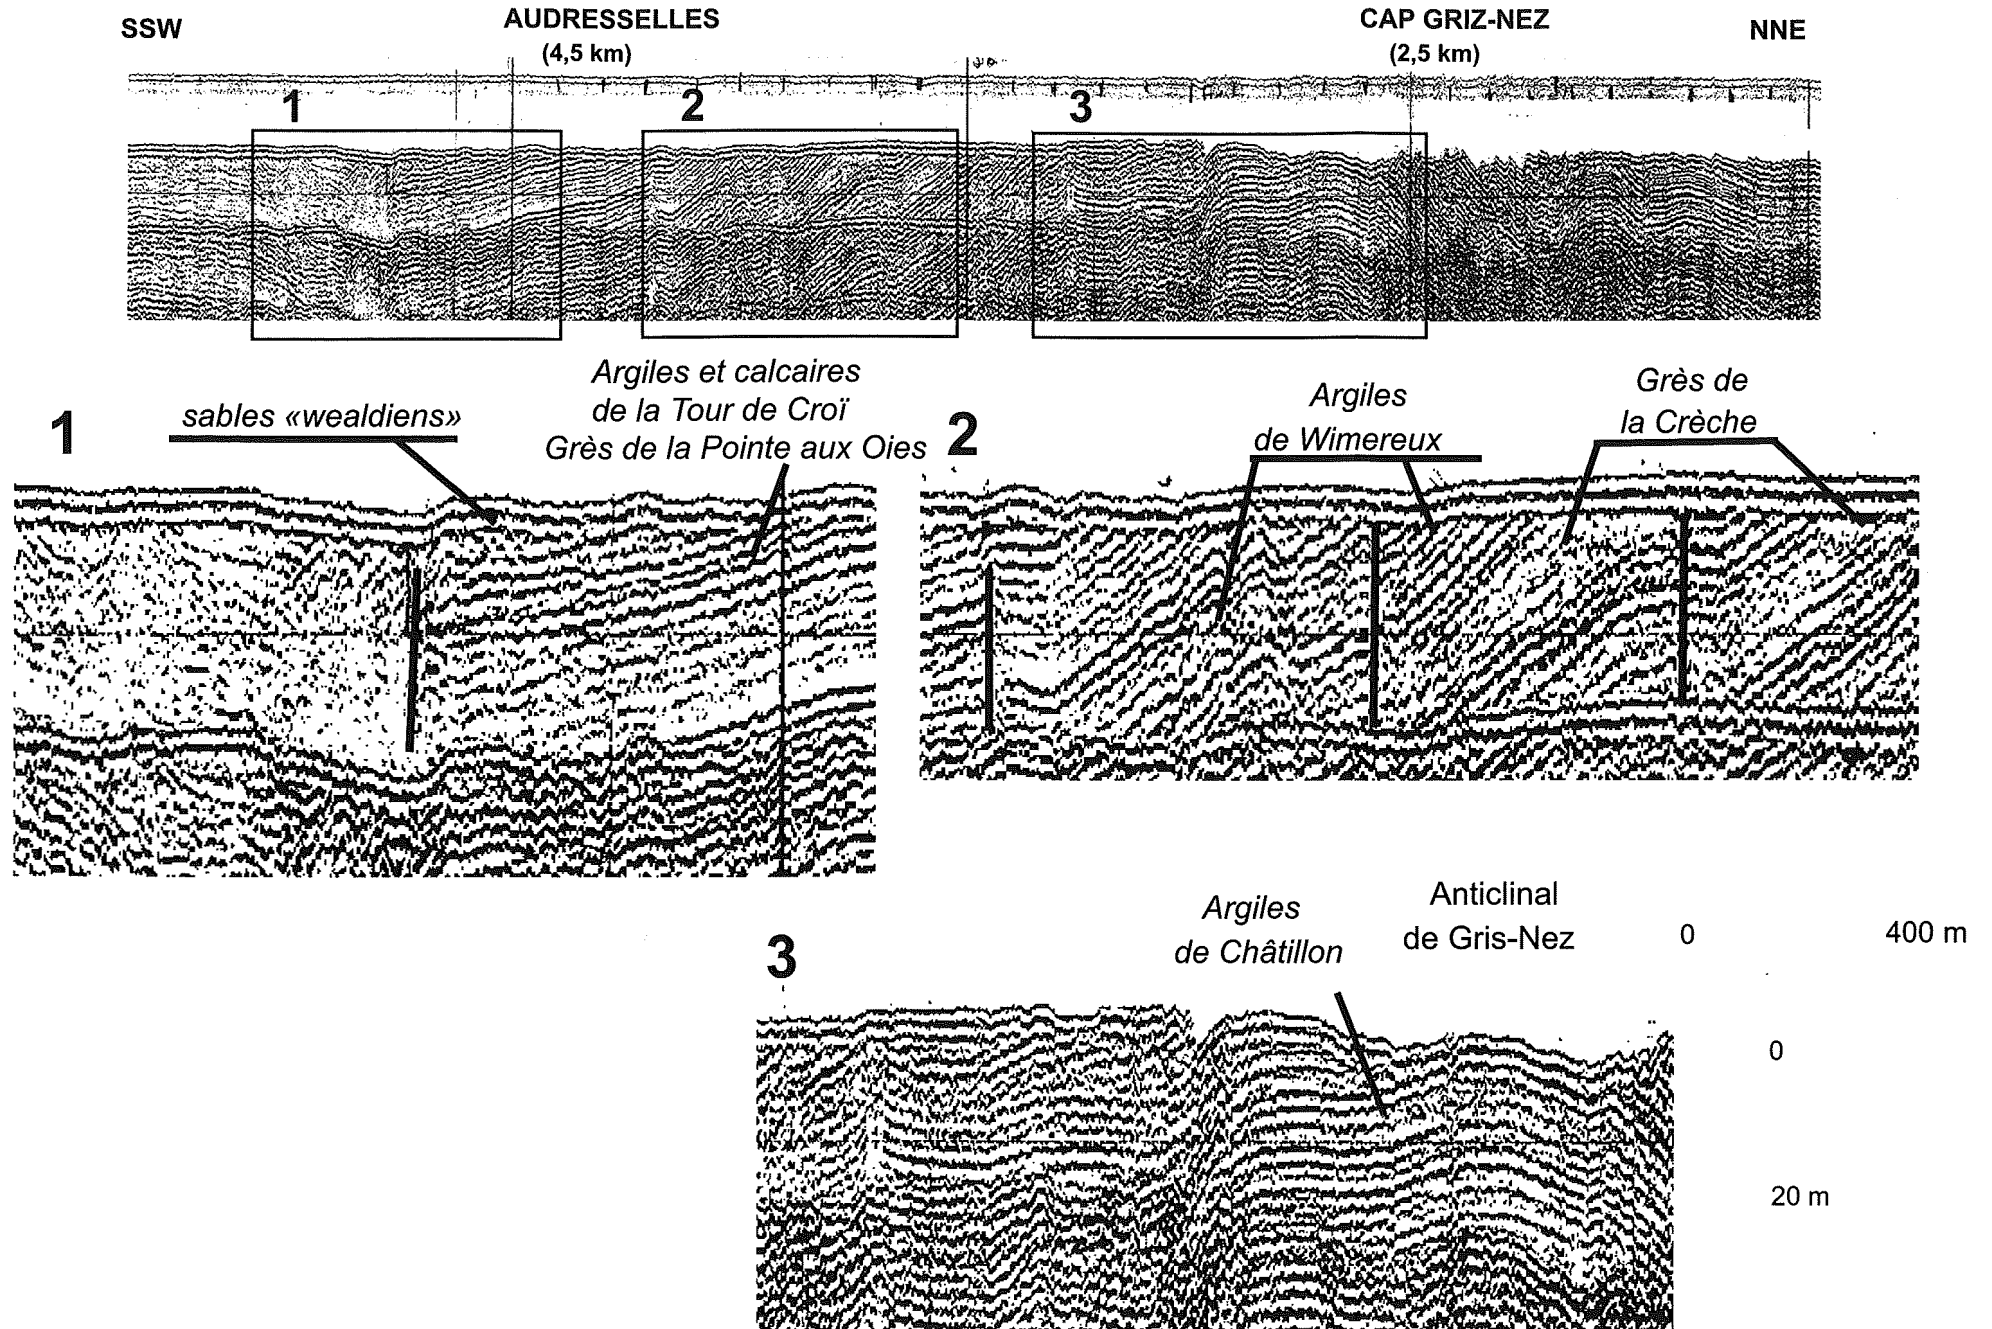 SSW
AUDRESSELLES
(4,5 km)
CAP GRIZ-NEZ
(2,5 km)
NNE
1
2
3
1
sables «wealdiens»
Argiles et calcaires
de la Tour de Croï
Grès de la Pointe aux Oies
2
Argiles
de Wimereux
Grès de
la Crèche
3
Argiles
de Châtillon
Anticlinal
de Gris-Nez
0
400 m
0
20 m